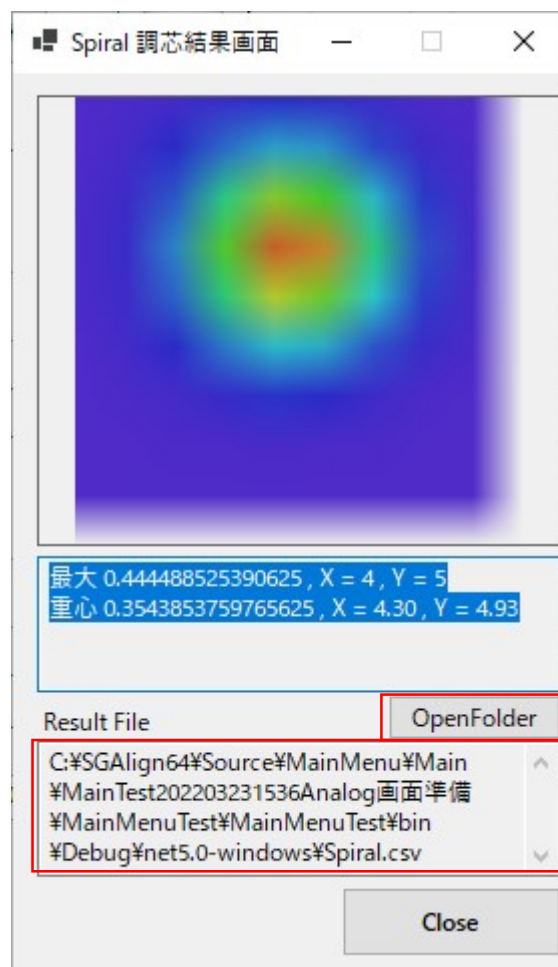 Spiral 調芯結果画面
最大 0.444488525390625 , X = 4 , Y = 5
重心 0.3543853759765625 , X = 4.30 , Y = 4.93
Result File
OpenFolder
C:¥SGAlign64¥Source¥MainMenu¥Main
¥MainTest202203231536Analog画面準備
¥MainMenuTest¥MainMenuTest¥bin
¥Debug¥net5.0-windows¥Spiral.csv
Close